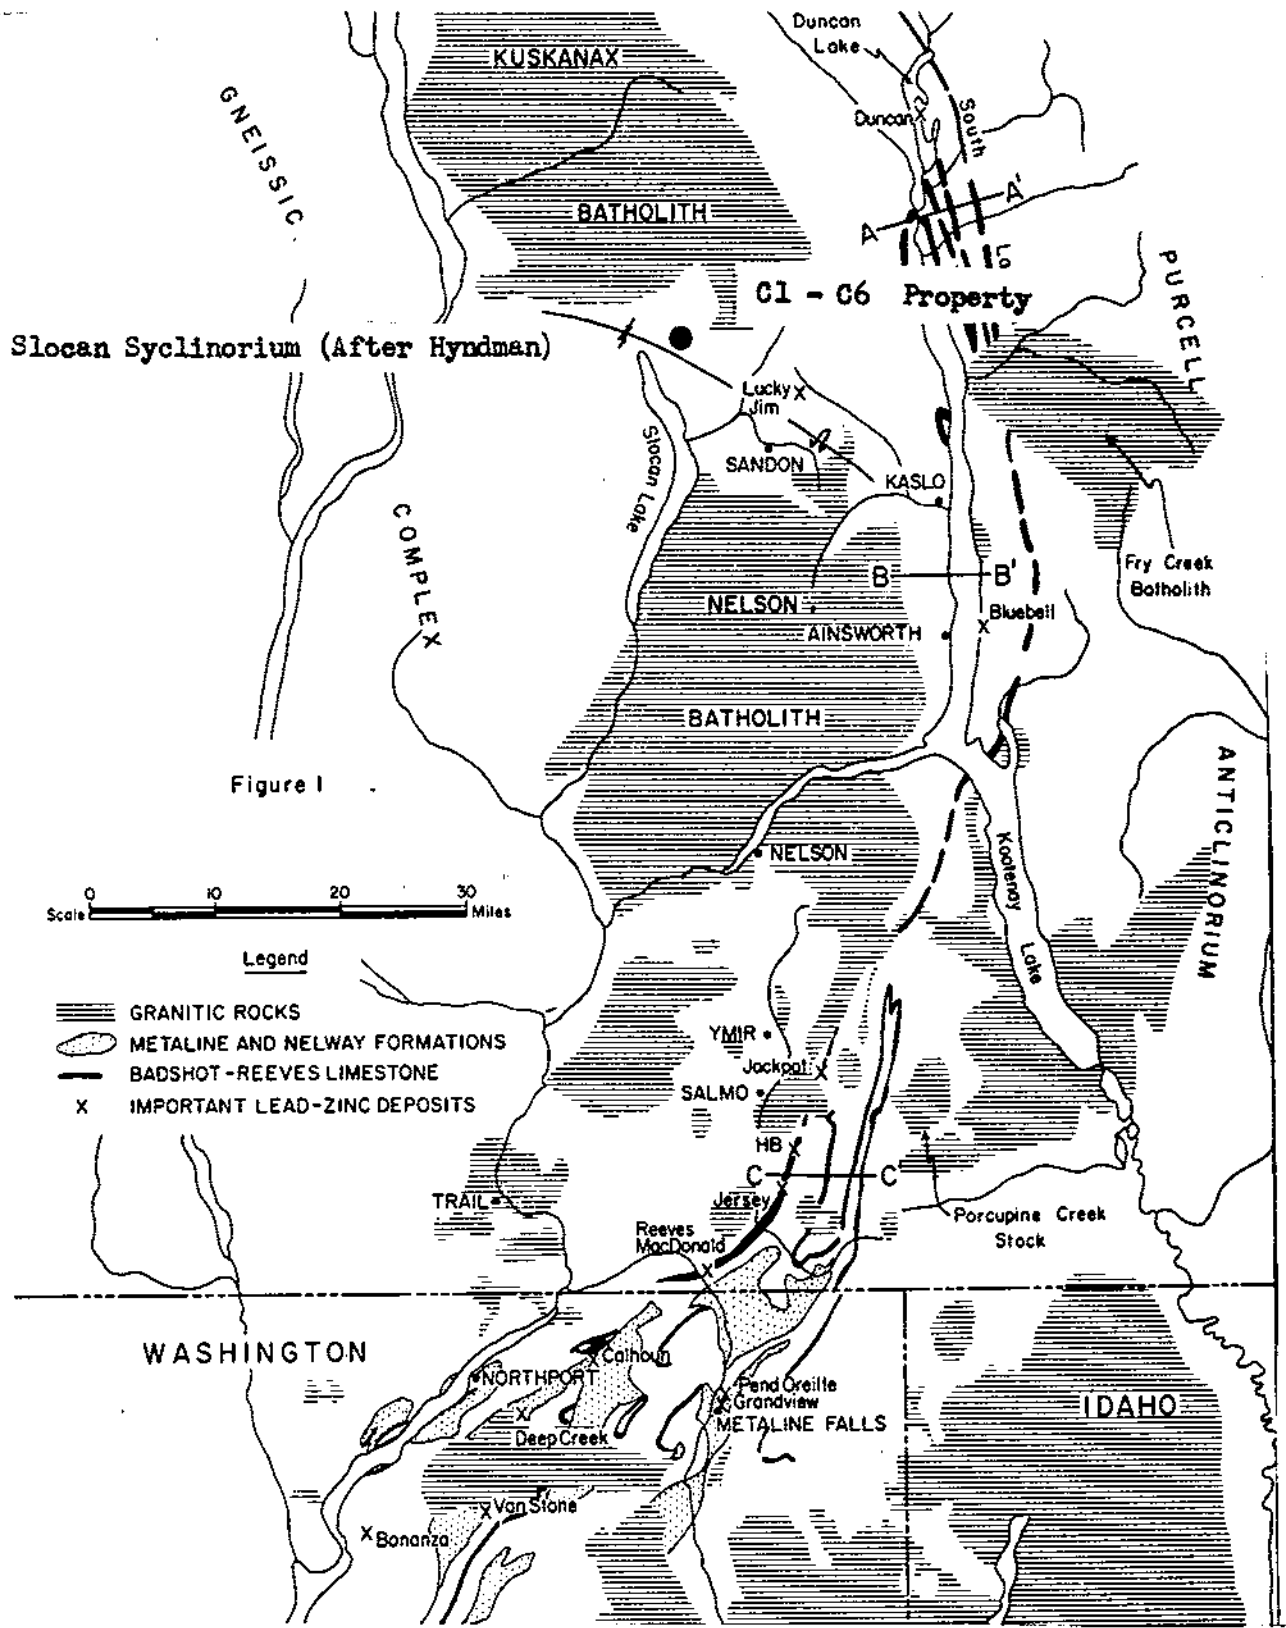 Duncan
Lake
KUSKANAX
GNEISSIC
Duncan
South
BATHOLITH
A
A'
PURCELL
C1 - C6 Property
Slocan Syclinorium (After Hyndman)
Lucky
Jim
Slocan Lake
SANDON
KASLO
COMPLEX
Fry Creek
Batholith
B
B'
NELSON
Bluebell
AINSWORTH
BATHOLITH
ANTICLINORIUM
Figure 1
NELSON
Kootenay
Lake
0 10 20 30
Scale
Miles
Legend
GRANITIC ROCKS
METALINE AND NELWAY FORMATIONS
BADSHOT-REEVES LIMESTONE
X IMPORTANT LEAD-ZINC DEPOSITS
YMIR
Jackpot
SALMO
HB
C
C'
Jersey
TRAIL
Porcupine Creek
Stock
Reeves
MacDonald
WASHINGTON
Calhoun
NORTHPORT
Pend Oreille
Grandview
METALINE FALLS
IDAHO
Deep Creek
Van Stone
Bonanza